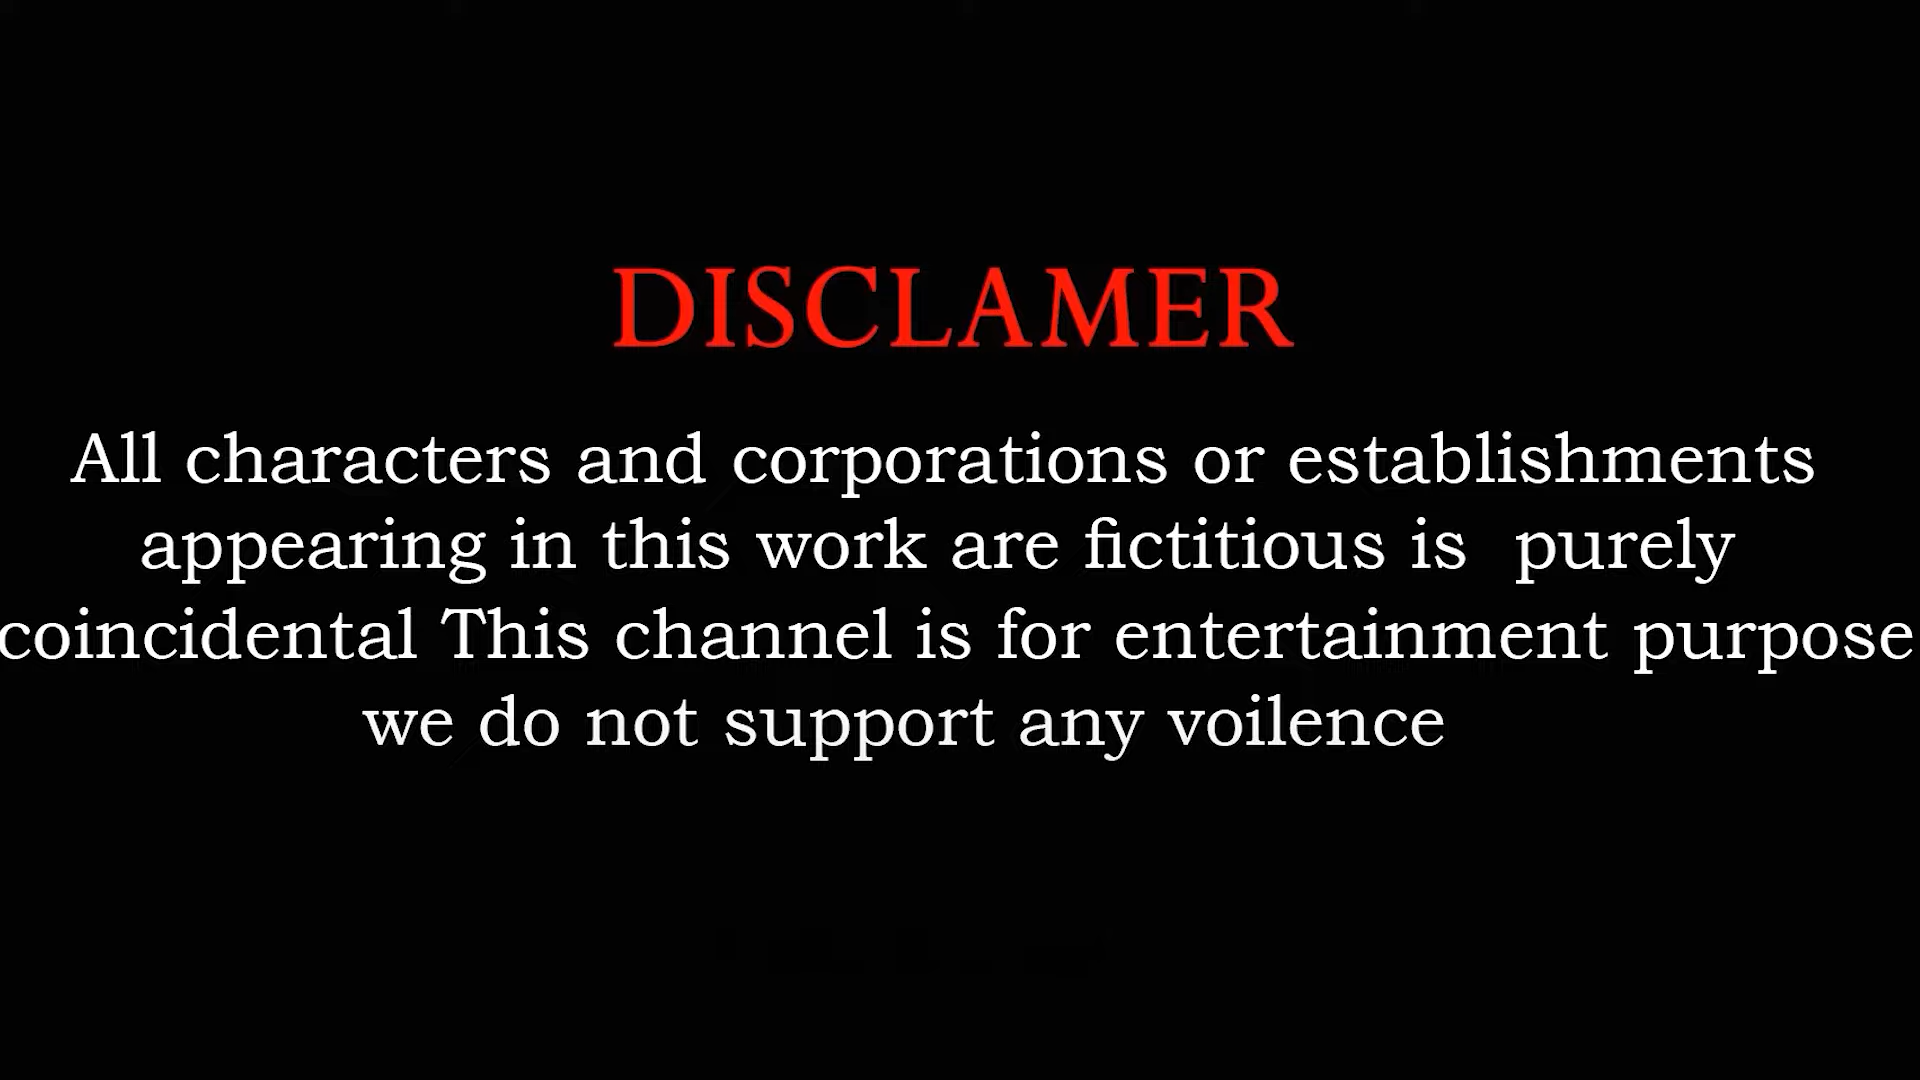 DISCLAMER
All characters and corporations or establishments
appearing in this work are fictitious is  purely
coincidental This channel is for entertainment purpose
we do not support any voilence